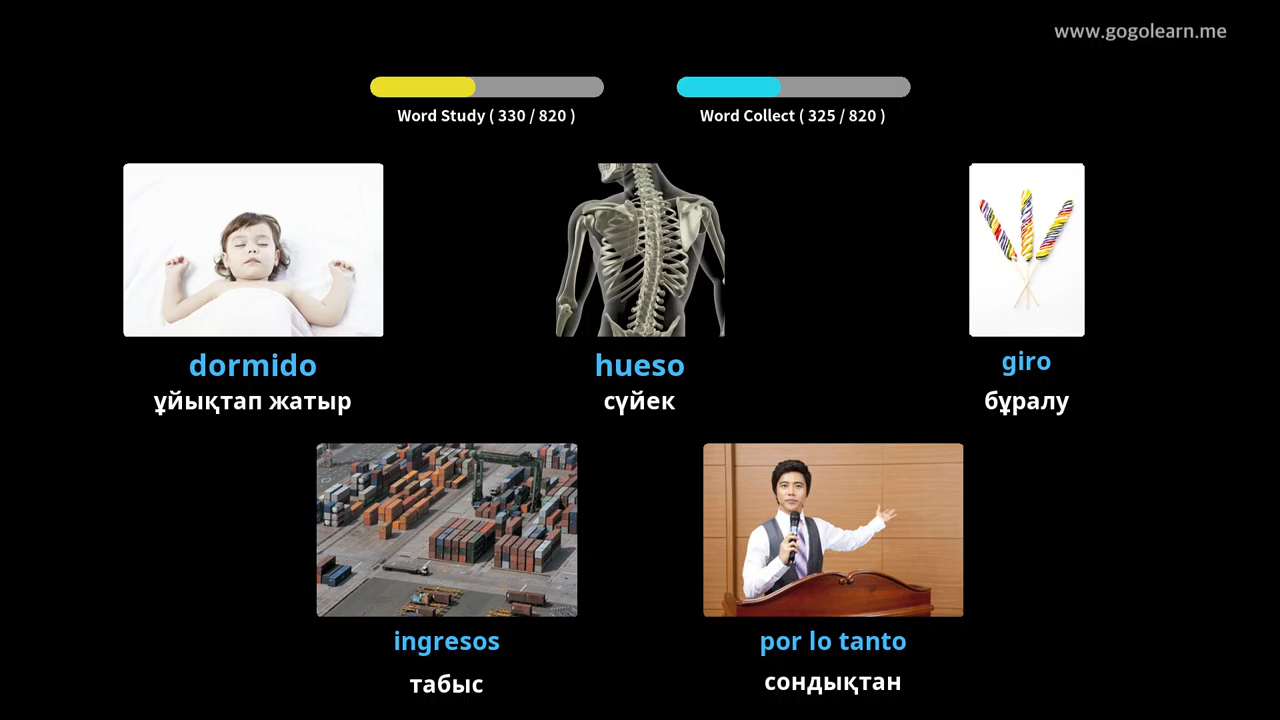 www.gogolearn.me
Word Study ( 330 / 820 )
Word Collect ( 325 / 820 )
dormido
hueso
giro
ұйықтап жатыр
сүйек
бұралу
ingresos
por lo tanto
табыс
сондықтан